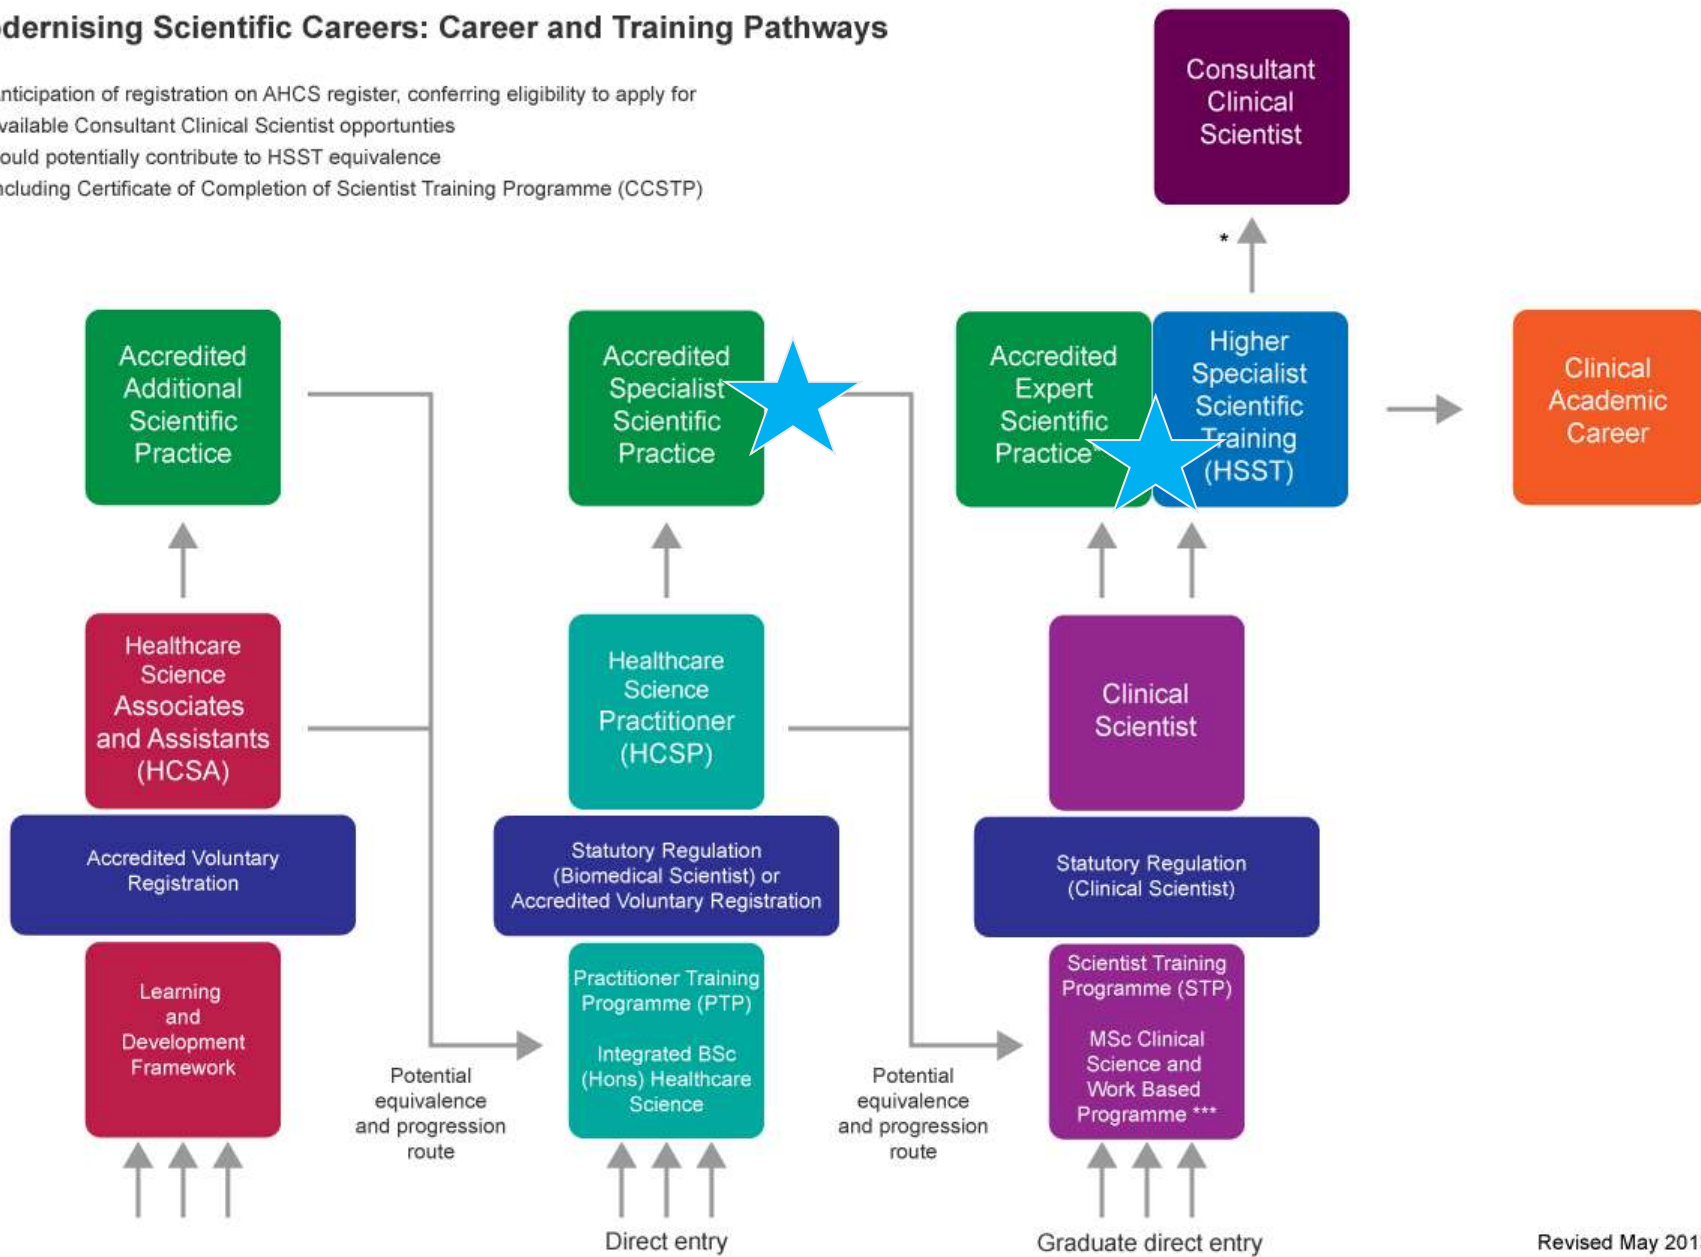 dernising Scientific Careers: Career and Training Pathways
nticipation of registration on AHCS register, conferring eligibility to apply for
vailable Consultant Clinical Scientist opportunties
ould potentially contribute to HSST equivalence
ncluding Certificate of Completion of Scientist Training Programme (CCSTP)
Consultant
Clinical
Scientist
*
Accredited
Additional
Scientific
Practice
Accredited
Specialist
Scientific
Practice
Accredited
Expert
Scientific
Practice*
Higher
Specialist
Scientific
Training
(HSST)
Clinical
Academic
Career
Healthcare
Science
Associates
and Assistants
(HCSA)
Healthcare
Science
Practitioner
(HCSP)
Clinical
Scientist
Accredited Voluntary
Registration
Statutory Regulation
(Biomedical Scientist) or
Accredited Voluntary Registration
Statutory Regulation
(Clinical Scientist)
Learning
and
Development
Framework
Potential
equivalence
and progression
route
Practitioner Training
Programme (PTP)
Integrated BSc
(Hons) Healthcare
Science
Potential
equivalence
and progression
route
Scientist Training
Programme (STP)
MSc Clinical
Science and
Work Based
Programme ***
Direct entry
Graduate direct entry
Revised May 201